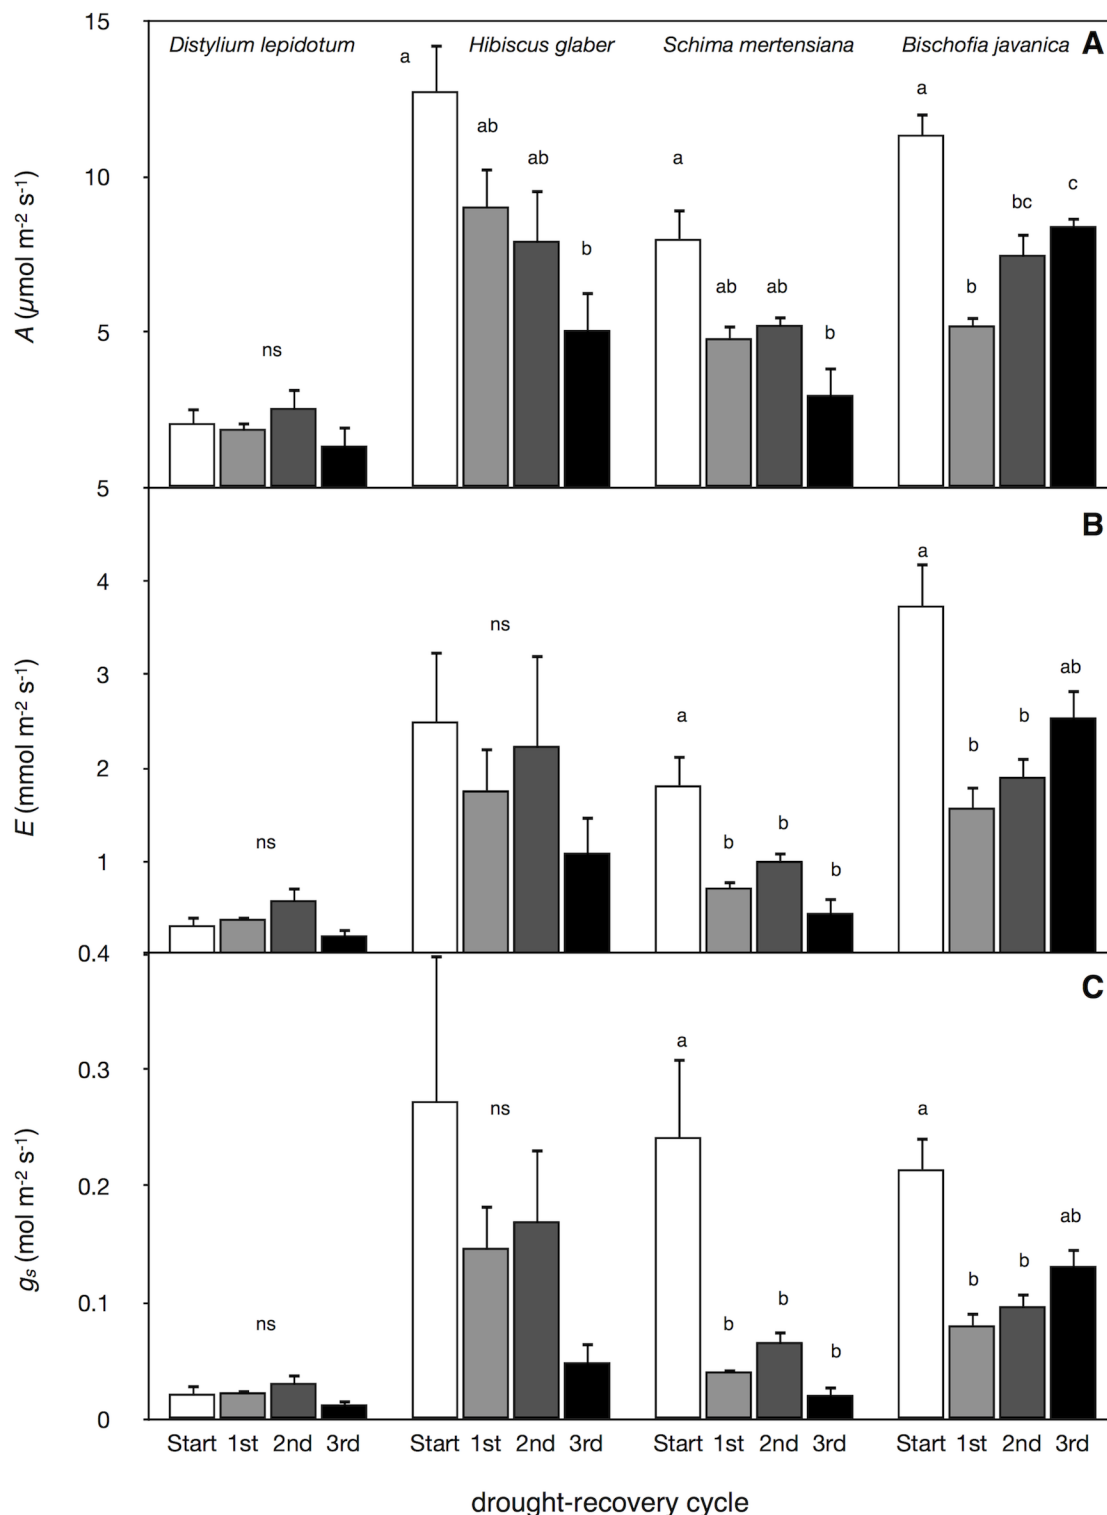 15
Distylium lepidotum Hibiscus glaber Schima mertensiana Bischofia javanica A
a
a
ab
ab
a
10
c
bc
b
ab ab b
A (μmol m-2 s-1)
5
b
ns
5
B
a
4
ns
ab
3
a b
b
E (mmol m-2 s-1)
2
b
b
ns
b
1
0.4
C
a
0.3
ns
a
gs (mol m-2 s-1)
0.2
ab
b
b
b
0.1
ns
b
b
0
Start 1st 2nd 3rd Start 1st 2nd 3rd Start 1st 2nd 3rd Start 1st 2nd 3rd
drought-recovery cycle